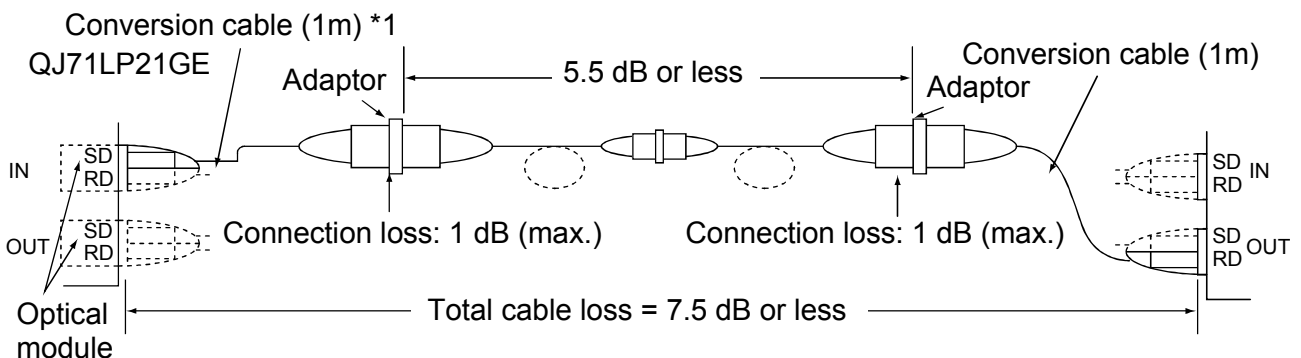 Conversion cable (1m) *1
QJ71LP21GE
Adaptor
5.5 dB or less
Conversion cable (1m)
Adaptor
IN
SD
RD
SD
RD
IN
OUT
SD
RD
Connection loss: 1 dB (max.)
Connection loss: 1 dB (max.)
SD
RD
OUT
Optical
module
Total cable loss = 7.5 dB or less